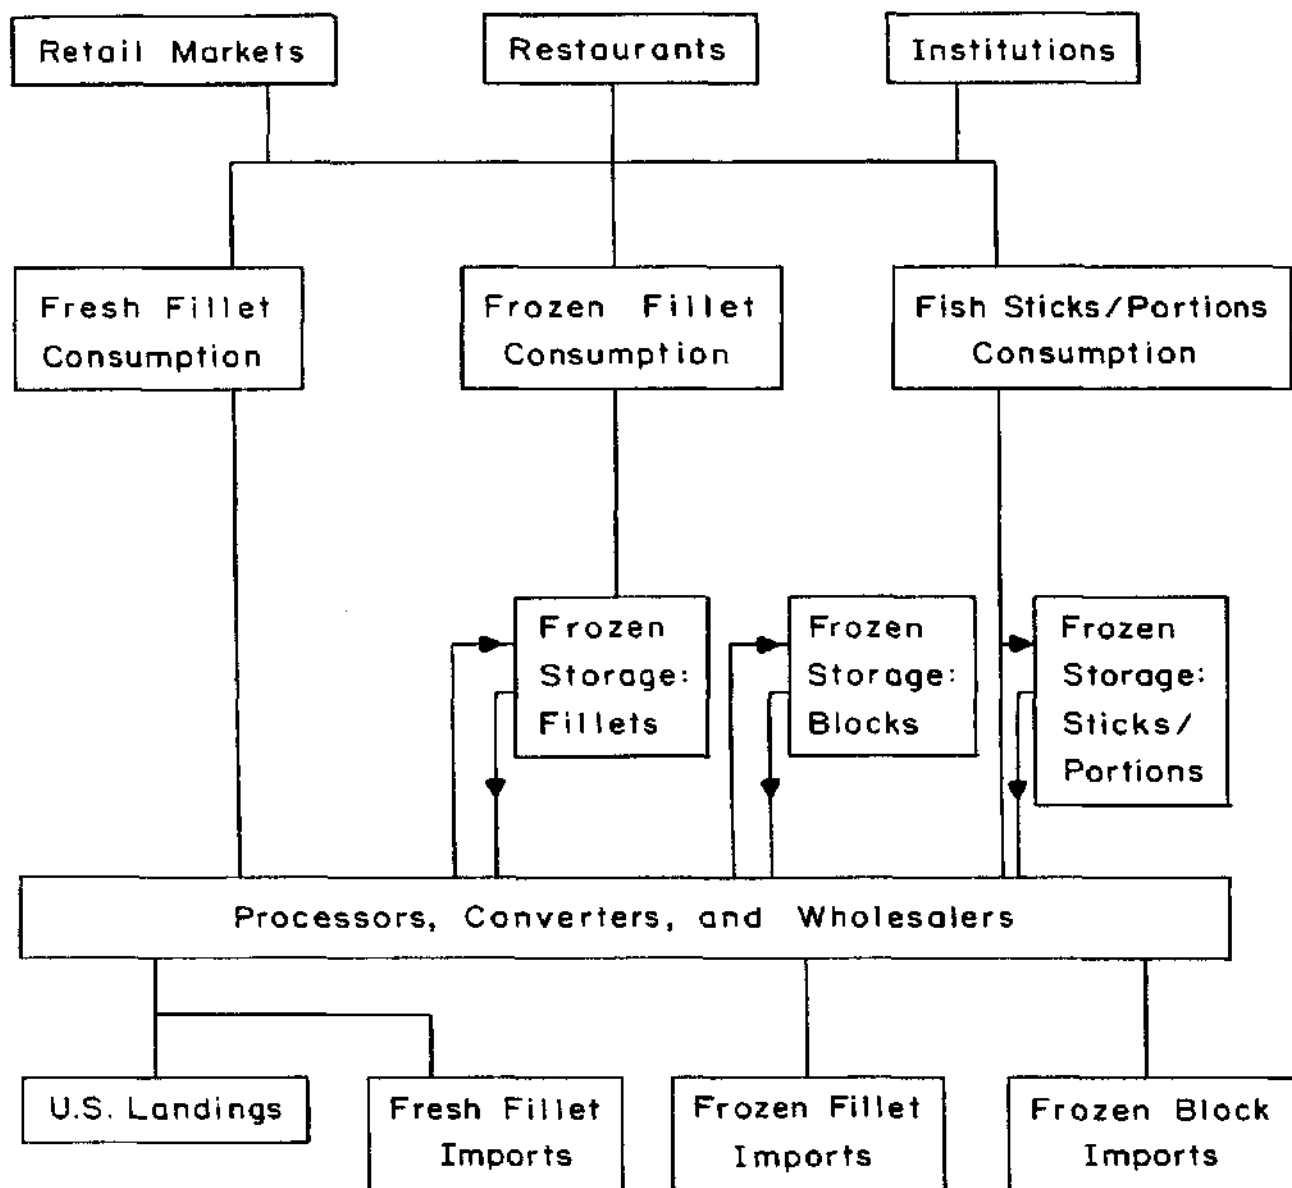 Retail Markets
Restaurants
Institutions
Fresh Fillet
Consumption
Frozen Fillet
Consumption
Fish Sticks/Portions
Consumption
Frozen
Storage:
Fillets
Frozen
Storage:
Blocks
Frozen
Storage:
Sticks/
Portions
Processors, Converters, and Wholesalers
U.S. Landings
Fresh Fillet
Imports
Frozen Fillet
Imports
Frozen Block
Imports